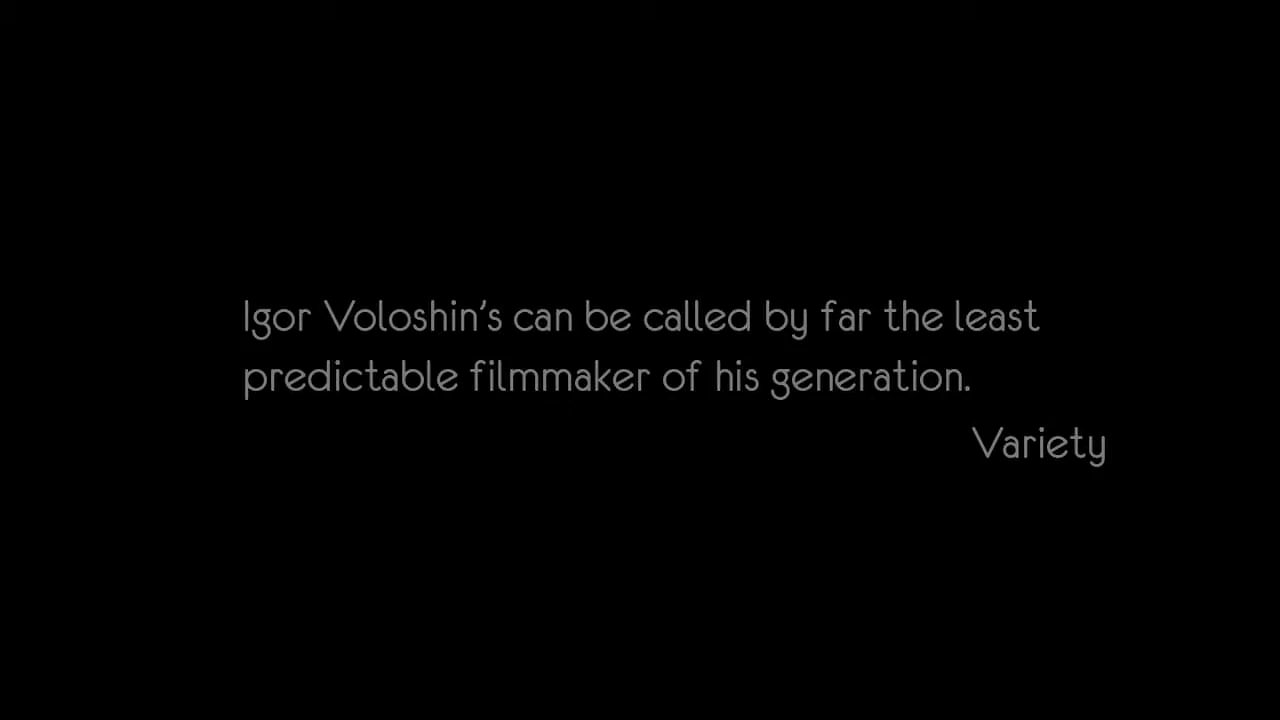 Igor Voloshin's can be called by far the least
predictable filmmaker of his generation.
Variety